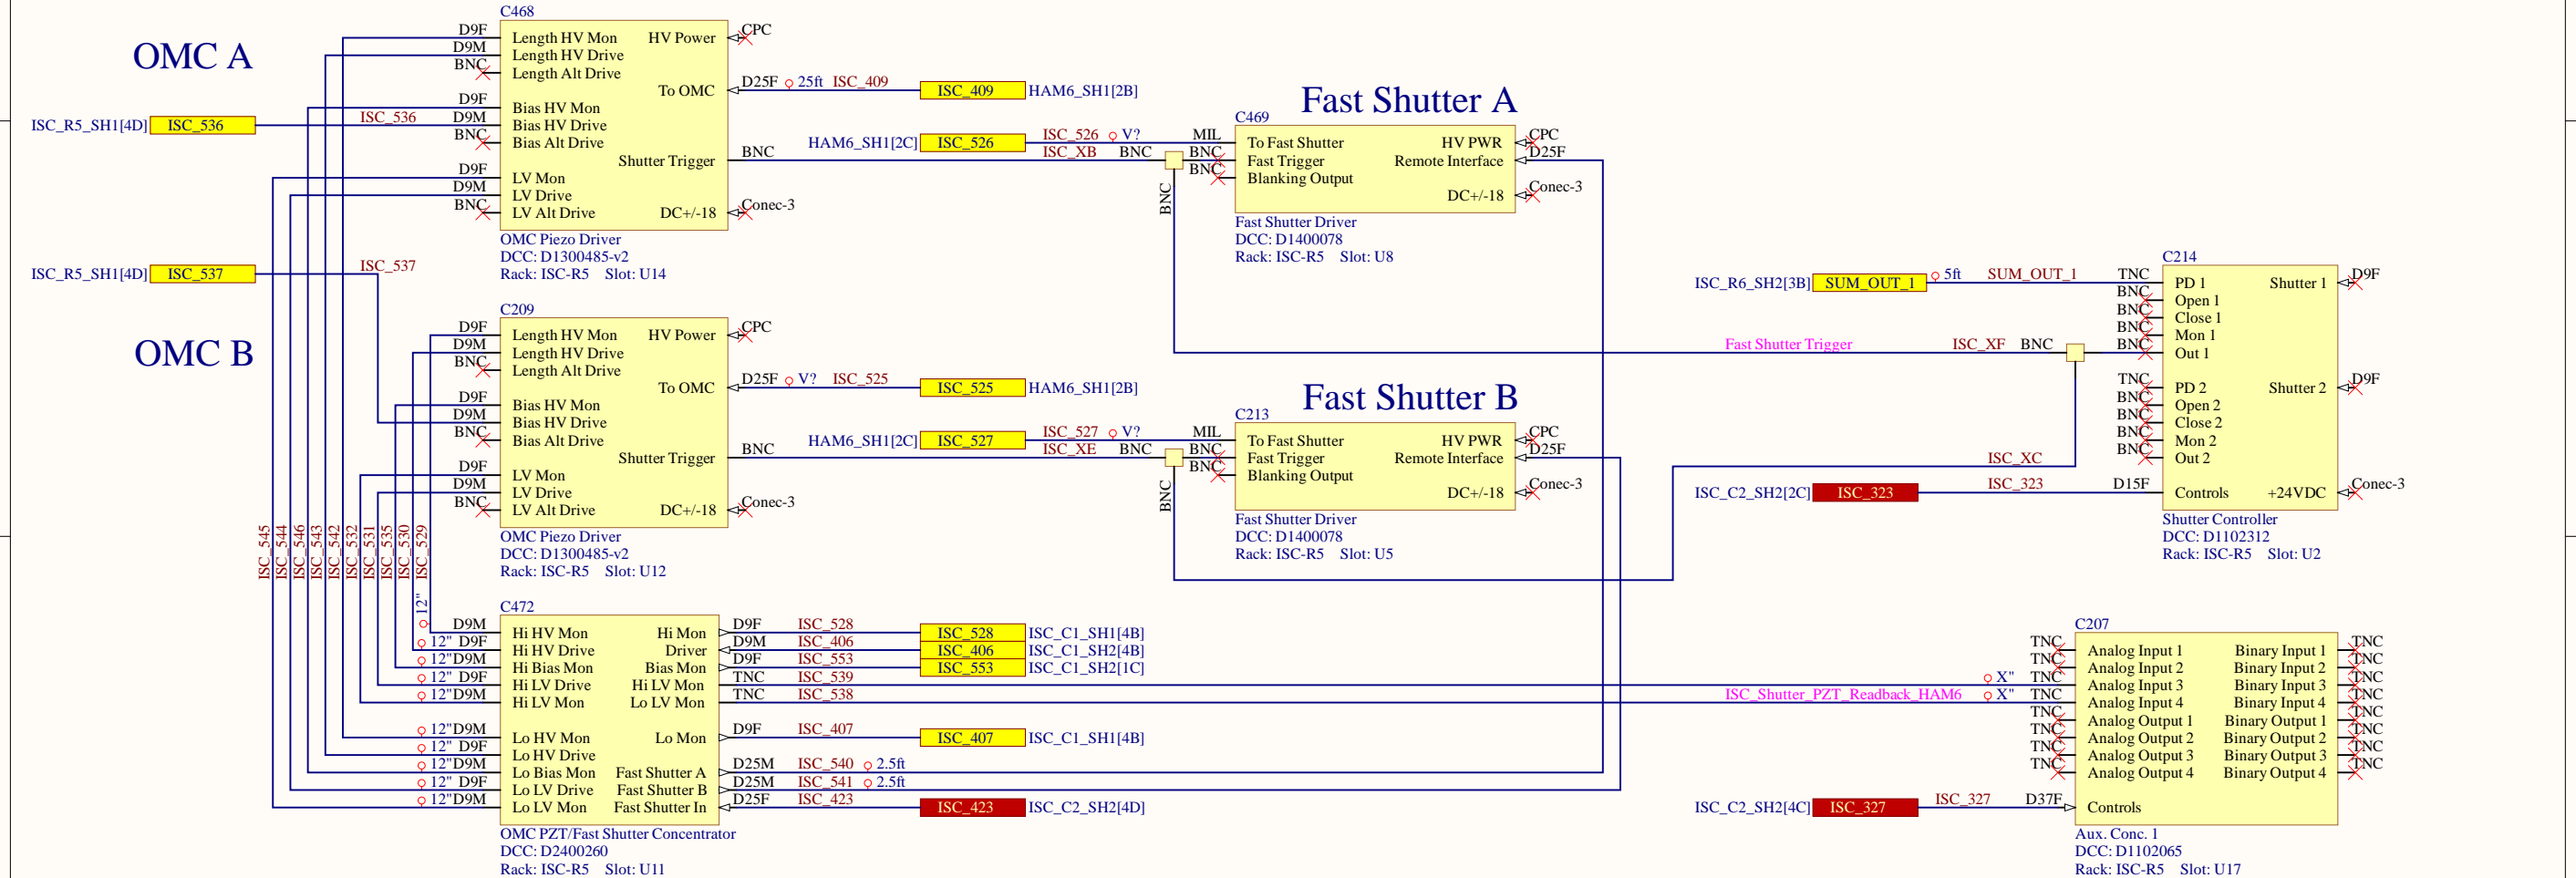 OMC A
ISC_R5_SH1[4D] ISC_536 ISC_536
ISC_R5_SH1[4D] ISC_537 ISC_537
OMC B
C468
D9F Length HV Mon HV Power CPC
D9M Length HV Drive
BNC Length Alt Drive
To OMC D25F 25ft ISC_409 ISC_409 HAM6_SH1[2B]
D9F Bias HV Mon
D9M Bias HV Drive
BNC Bias Alt Drive
Shutter Trigger BNC
D9F LV Mon
D9M LV Drive
BNC LV Alt Drive DC+/-18 Conec-3
OMC Piezo Driver
DCC: D1300485-v2
Rack: ISC-R5 Slot: U14
C209
D9F Length HV Mon HV Power CPC
D9M Length HV Drive
BNC Length Alt Drive
To OMC D25F V? ISC_525 ISC_525 HAM6_SH1[2B]
D9F Bias HV Mon
D9M Bias HV Drive
BNC Bias Alt Drive
Shutter Trigger BNC
D9F LV Mon
D9M LV Drive
BNC LV Alt Drive DC+/-18 Conec-3
OMC Piezo Driver
DCC: D1300485-v2
Rack: ISC-R5 Slot: U12
ISC_545
ISC_544
ISC_546
ISC_543
ISC_542
ISC_532
ISC_531
ISC_535
ISC_530
ISC_529
12"
C472
D9M Hi HV Mon Hi Mon D9F ISC_528 ISC_528 ISC_C1_SH1[4B]
12" D9F Hi HV Drive Driver D9M ISC_406 ISC_406 ISC_C1_SH2[4B]
12" D9M Hi Bias Mon Bias Mon D9F ISC_553 ISC_553 ISC_C1_SH2[1C]
12" D9F Hi LV Drive Hi LV Mon TNC ISC_539
12" D9M Hi LV Mon Lo LV Mon TNC ISC_538
12" D9M Lo HV Mon Lo Mon D9F ISC_407 ISC_407 ISC_C1_SH1[4B]
12" D9F Lo HV Drive
12" D9M Lo Bias Mon Fast Shutter A D25M ISC_540 2.5ft
12" D9F Lo LV Drive Fast Shutter B D25M ISC_541 2.5ft
12" D9M Lo LV Mon Fast Shutter In D25F ISC_423 ISC_423 ISC_C2_SH2[4D]
OMC PZT/Fast Shutter Concentrator
DCC: D2400260
Rack: ISC-R5 Slot: U11
Fast Shutter A
C469
HAM6_SH1[2C] ISC_526 ISC_526 V? MIL To Fast Shutter HV PWR CPC
ISC_XB BNC BNC Fast Trigger Remote Interface D25F
BNC Blanking Output
BNC
DC+/-18 Conec-3
Fast Shutter Driver
DCC: D1400078
Rack: ISC-R5 Slot: U8
Fast Shutter B
C213
HAM6_SH1[2C] ISC_527 ISC_527 V? MIL To Fast Shutter HV PWR CPC
ISC_XE BNC BNC Fast Trigger Remote Interface D25F
BNC Blanking Output
BNC
DC+/-18 Conec-3
Fast Shutter Driver
DCC: D1400078
Rack: ISC-R5 Slot: U5
C214
ISC_R6_SH2[3B] SUM_OUT_1 5ft SUM_OUT_1 TNC PD 1 Shutter 1 D9F
BNC Open 1
BNC Close 1
BNC Mon 1
Fast Shutter Trigger ISC_XF BNC BNC Out 1
TNC PD 2 Shutter 2 D9F
BNC Open 2
BNC Close 2
BNC Mon 2
BNC Out 2
ISC_XC
ISC_C2_SH2[2C] ISC_323 ISC_323 D15F Controls +24VDC Conec-3
Shutter Controller
DCC: D1102312
Rack: ISC-R5 Slot: U2
C207
TNC Analog Input 1 Binary Input 1 TNC
TNC Analog Input 2 Binary Input 2 TNC
X" TNC Analog Input 3 Binary Input 3 TNC
ISC_Shutter_PZT_Readback_HAM6 X" TNC Analog Input 4 Binary Input 4 TNC
TNC Analog Output 1 Binary Output 1 TNC
TNC Analog Output 2 Binary Output 2 TNC
TNC Analog Output 3 Binary Output 3 TNC
TNC Analog Output 4 Binary Output 4 TNC
ISC_C2_SH2[4C] ISC_327 ISC_327 D37F Controls
Aux. Conc. 1
DCC: D1102065
Rack: ISC-R5 Slot: U17